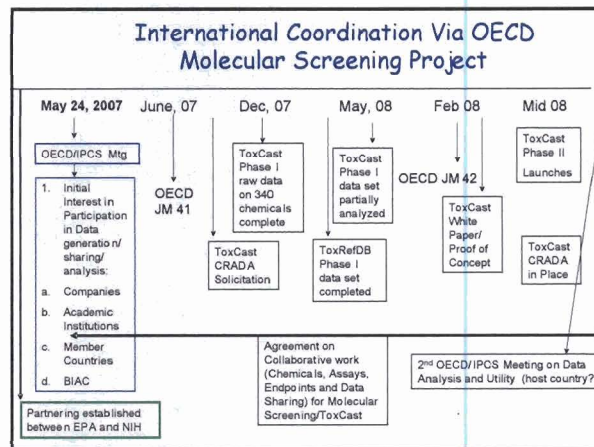 International Coordination Via OECD
Molecular Screening Project
May 24, 2007
June, 07
Dec, 07
May, 08
Feb 08
Mid 08
OECD/IPCS Mtg
1. Initial
Interest in
Participation
in Data
generation/
sharing/
analysis:
a. Companies
b. Academic
Institutions
c. Member
Countries
d. BIAC
Partnering established
between EPA and NIH
OECD
JM 41
ToxCast
CRADA
Solicitation
ToxCast
Phase I
raw data
on 340
chemicals
complete
ToxRefDB
Phase I
data set
completed
ToxCast
Phase I
data set
partially
analyzed
OECD JM 42
ToxCast
White
Paper/
Proof of
Concept
ToxCast
Phase II
Launches
ToxCast
CRADA
in Place
Agreement on
Collaborative work
(Chemicals, Assays,
Endpoints and Data
Sharing) for Molecular
Screening/ToxCast
2nd OECD/IPCS Meeting on Data
Analysis and Utility (host country?